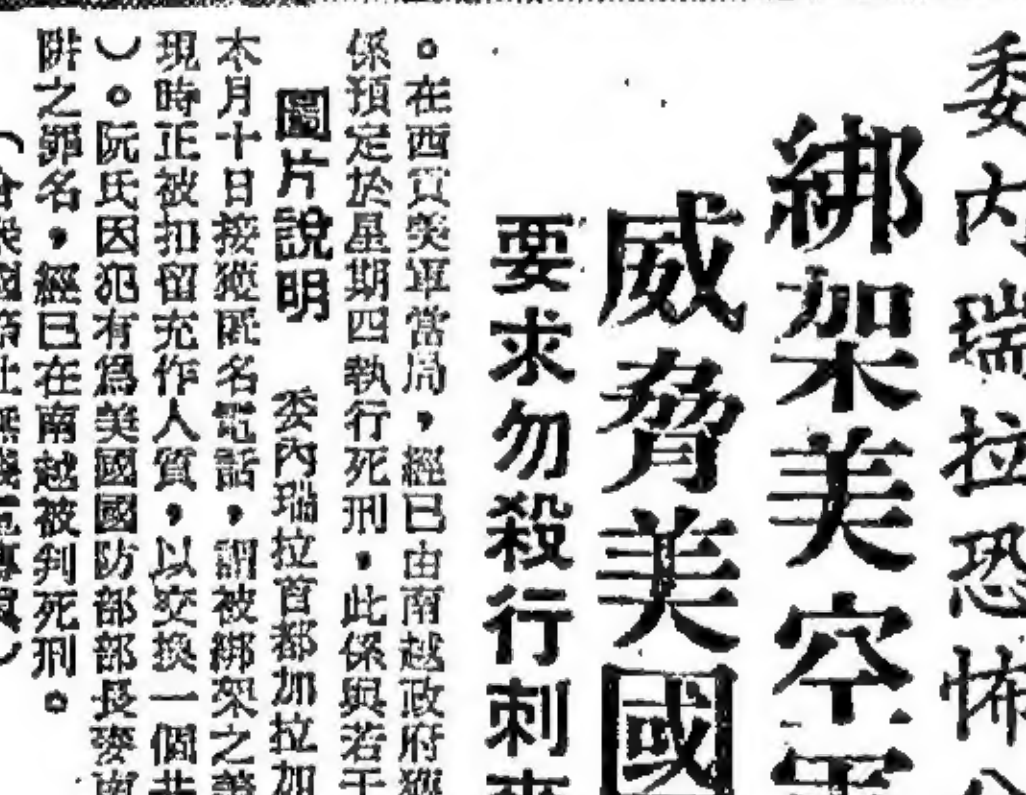 委內瑞拉恐怖
綁架美空軍
威脅美國
要求勿殺行刺麥
。在西貢美軍當局，經已由南越政府獲
係預定於星期四執行死刑，此係與若干
圖片說明　委內瑞拉首都加拉加
本月十日接獲匿名電話，謂被綁架之
現時正被扣留充作人質，以交換一個共
）。阮氏因犯有為美國國防部部長麥南
阱之罪名，經已在南越被判死刑。